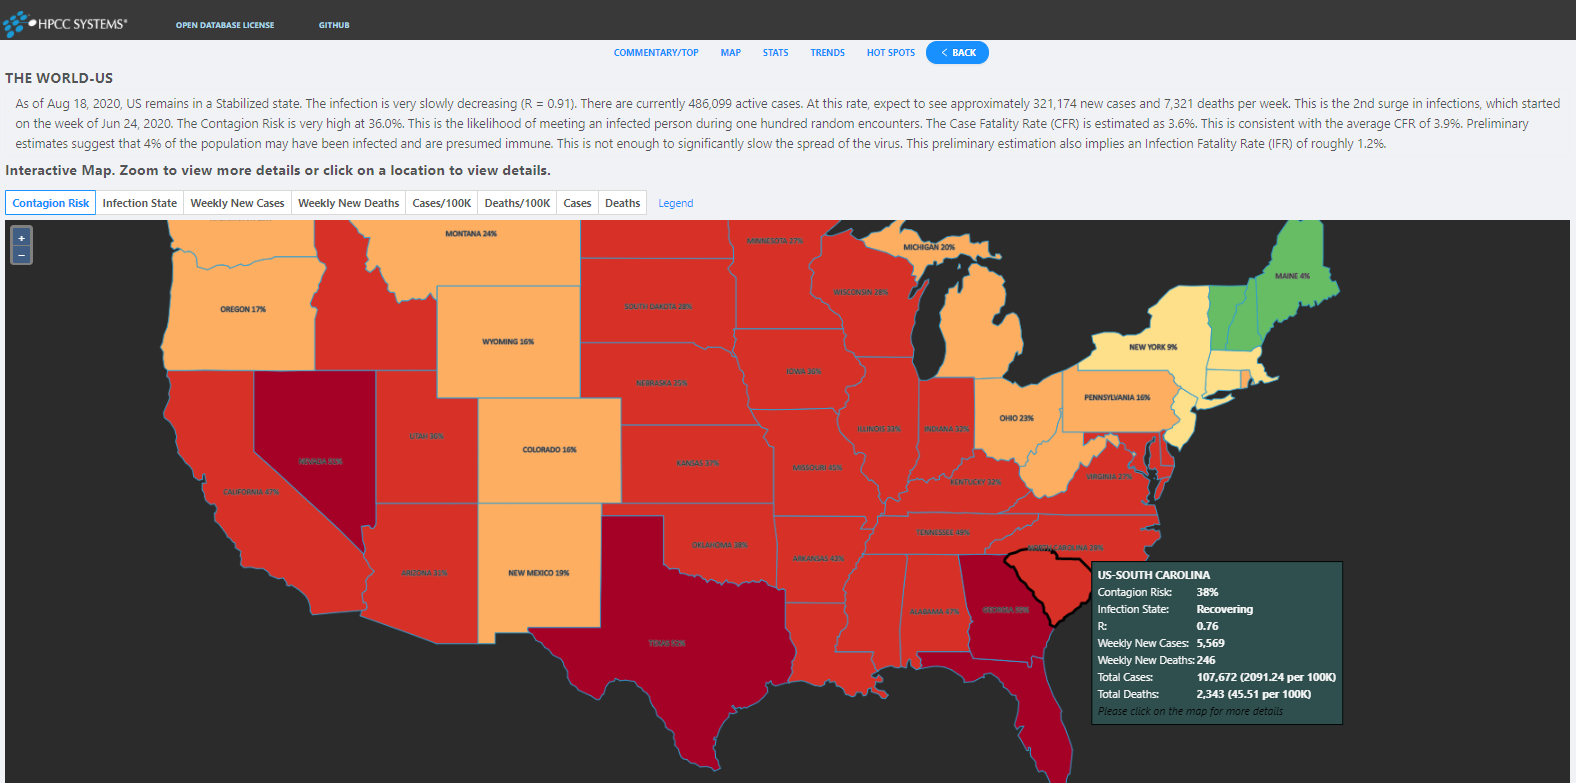 HPCC SYSTEMS®
OPEN DATABASE LICENSE
GITHUB
COMMENTARY/TOP
MAP
STATS
TRENDS
HOT SPOTS
< BACK
THE WORLD-US
As of Aug 18, 2020, US remains in a Stabilized state. The infection is very slowly decreasing (R = 0.91). There are currently 486,099 active cases. At this rate, expect to see approximately 321,174 new cases and 7,321 deaths per week. This is the 2nd surge in infections, which started
on the week of Jun 24, 2020. The Contagion Risk is very high at 36.0%. This is the likelihood of meeting an infected person during one hundred random encounters. The Case Fatality Rate (CFR) is estimated as 3.6%. This is consistent with the average CFR of 3.9%. Preliminary
estimates suggest that 4% of the population may have been infected and are presumed immune. This is not enough to significantly slow the spread of the virus. This preliminary estimation also implies an Infection Fatality Rate (IFR) of roughly 1.2%.
Interactive Map. Zoom to view more details or click on a location to view details.
Contagion Risk
Infection State
Weekly New Cases
Weekly New Deaths
Cases/100K
Deaths/100K
Cases
Deaths
Legend
+
−
MONTANA 24%
MINNESOTA 27%
MICHIGAN 20%
MAINE 4%
WISCONSIN 28%
SOUTH DAKOTA 28%
OREGON 17%
WYOMING 16%
NEW YORK 9%
IOWA 36%
NEBRASKA 25%
PENNSYLVANIA 16%
OHIO 23%
ILLINOIS 33%
INDIANA 32%
UTAH
COLORADO 16%
NEVADA
KANSAS 37%
MISSOURI 45%
VIRGINIA 27%
KENTUCKY 32%
CALIFORNIA 47%
TENNESSEE 49%
OKLAHOMA 38%
NORTH CAROLINA 29%
ARKANSAS 43%
ARIZONA 31%
NEW MEXICO 19%
ALABAMA 47%
GEORGIA
TEXAS
US-SOUTH CAROLINA
Contagion Risk: 38%
Infection State: Recovering
R: 0.76
Weekly New Cases: 5,569
Weekly New Deaths: 246
Total Cases: 107,672 (2091.24 per 100K)
Total Deaths: 2,343 (45.51 per 100K)
Please click on the map for more details